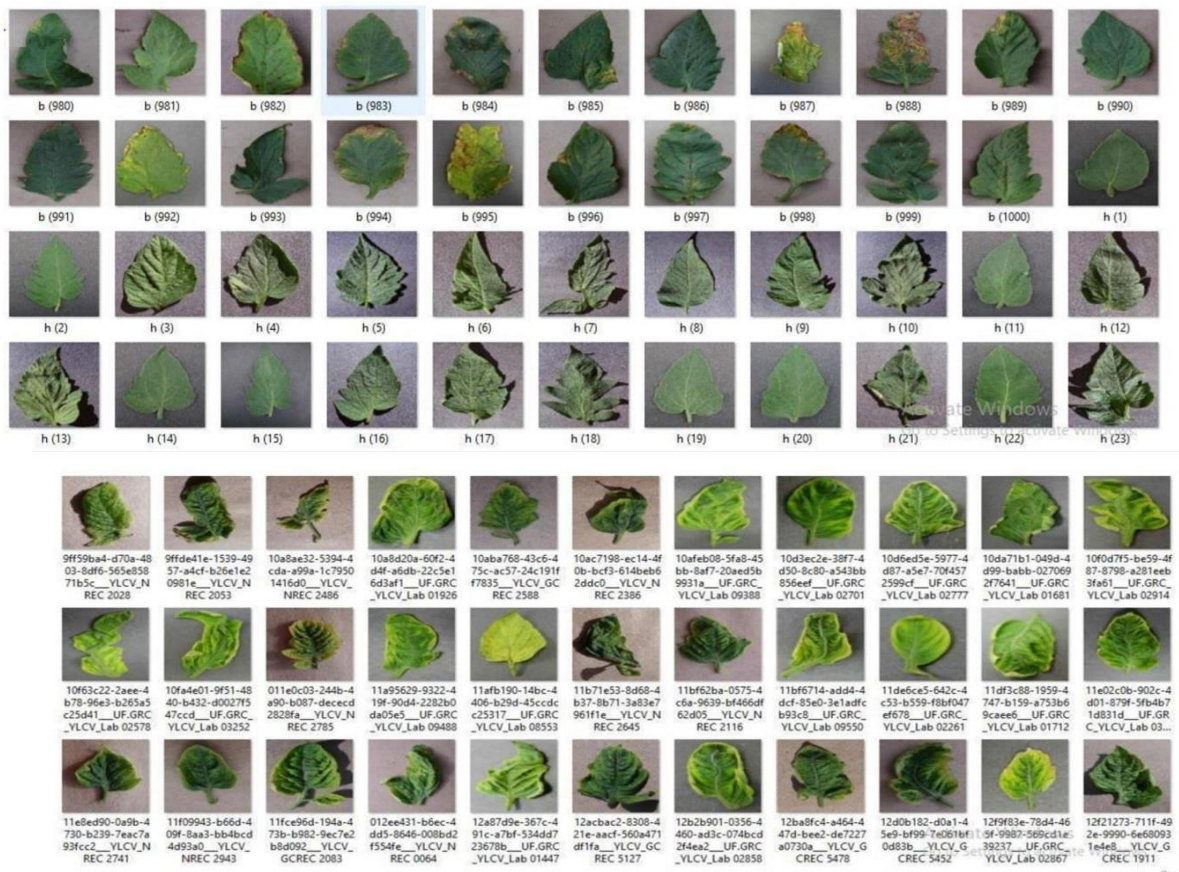 b (980) b (981) b (982) b (983) b (984) b (985) b (986) b (987) b (988) b (989) b (990)
b (991) b (992) b (993) b (994) b (995) b (996) b (997) b (998) b (999) b (1000) h (1)
h (2) h (3) h (4) h (5) h (6) h (7) h (8) h (9) h (10) h (11) h (12)
Activate Windows
h (13) h (14) h (15) h (16) h (17) h (18) h (19) h (20) h (21) h (22) h (23)
Go to Settings to activate Windows.
9ff59ba4-d70a-48 9ffde41e-1539-49 10a8ae32-5394-4 10a8d20a-60f2-4 10aba768-43c6-4 10ac7198-ec14-4f 10afeb08-5fa8-45 10d3ec2e-38f7-4 10d6ed5e-5977-4 10da71b1-049d-4 10f0d7f5-be59-4f
03-8df6-565e858 57-a4cf-b26e1e2 cda-a99a-1c7950 d4f-a6db-22c5e1 75c-ac57-24c191f 0b-bcf3-614beb6 bb-8af7-20aed5b d50-8c80-a543bb d87-a5e7-70f457 d99-babb-027069 87-8798-a281eeb
71b5c___YLCV_N 0981e___YLCV_N 1416d0___YLCV_ 6d3af1___UF.GRC f7835___YLCV_GC 2ddc0___YLCV_N 9931a___UF.GRC_ 856eef___UF.GRC_ 2599cf___UF.GRC_ 2f7641___UF.GRC_ 3fa61___UF.GRC_
REC 2028 REC 2053 NREC 2486 _YLCV_Lab 01926 REC 2588 REC 2386 YLCV_Lab 09388 YLCV_Lab 02701 YLCV_Lab 02777 YLCV_Lab 01681 YLCV_Lab 02914
10f63c22-2aee-4 10fa4e01-9f51-48 011e0c03-244b-4 11a95629-9322-4 11afb190-14bc-4 11b71e53-8d68-4 11bf62ba-0575-4 11bf6714-add4-4 11de6ce5-642c-4 11df3c88-1959-4 11e02c0b-902c-4
b78-96e3-b265a5 40-b432-d0027f5 a90-b087-dececd 19f-90d4-2282b0 406-b29d-45ccdc b37-8b71-3a83e7 c6a-9639-bf466df dcf-85e0-3e1adfc c53-b559-f8bf047 747-b159-a753b6 d01-879f-5fb4b7
c25d41___UF.GRC 47ccd___UF.GRC_ 2828fa___YLCV_N da05e5___UF.GRC c25317___UF.GRC 961f1e___YLCV_N 62d05___YLCV_N b93c8___UF.GRC_ ef678___UF.GRC_ 9caee6___UF.GRC 1d831d___UF.GR
_YLCV_Lab 02578 YLCV_Lab 03252 REC 2785 _YLCV_Lab 09488 _YLCV_Lab 08553 REC 2645 REC 2116 YLCV_Lab 09550 YLCV_Lab 02261 _YLCV_Lab 01712 C_YLCV_Lab 03...
11e8ed90-0a9b-4 11f09943-b66d-4 11fce96d-194a-4 012ee431-b6ec-4 12a87d9e-367c-4 12acbac2-8308-4 12b2b901-0356-4 12ba8fc4-a464-4 12d0b182-d0a1-4 12f9f83e-78d4-46 12f21273-711f-49
730-b239-7eac7a 09f-8aa3-bb4bcd 73b-b982-9ec7e2 dd5-8646-008bd2 91c-a7bf-534dd7 21e-aacf-560a471 460-ad3c-074bcd 47d-bee2-de7227 2e-9990-6e68093
93fcc2___YLCV_N 4d93a0___YLCV_ b8d092___YLCV_ f554fe___YLCV_N 23678b___UF.GRC df1fa___YLCV_GC 2f4ea2___UF.GRC a0730a___YLCV_G 0d83b___YLCV_G 39237___UF.GRC_ 1e4e8___YLCV_G
REC 2741 NREC 2943 GCREC 2083 REC 0064 _YLCV_Lab 01447 REC 5127 _YLCV_Lab 02858 CREC 5478 CREC 5452 YLCV_Lab 02867 CREC 1911